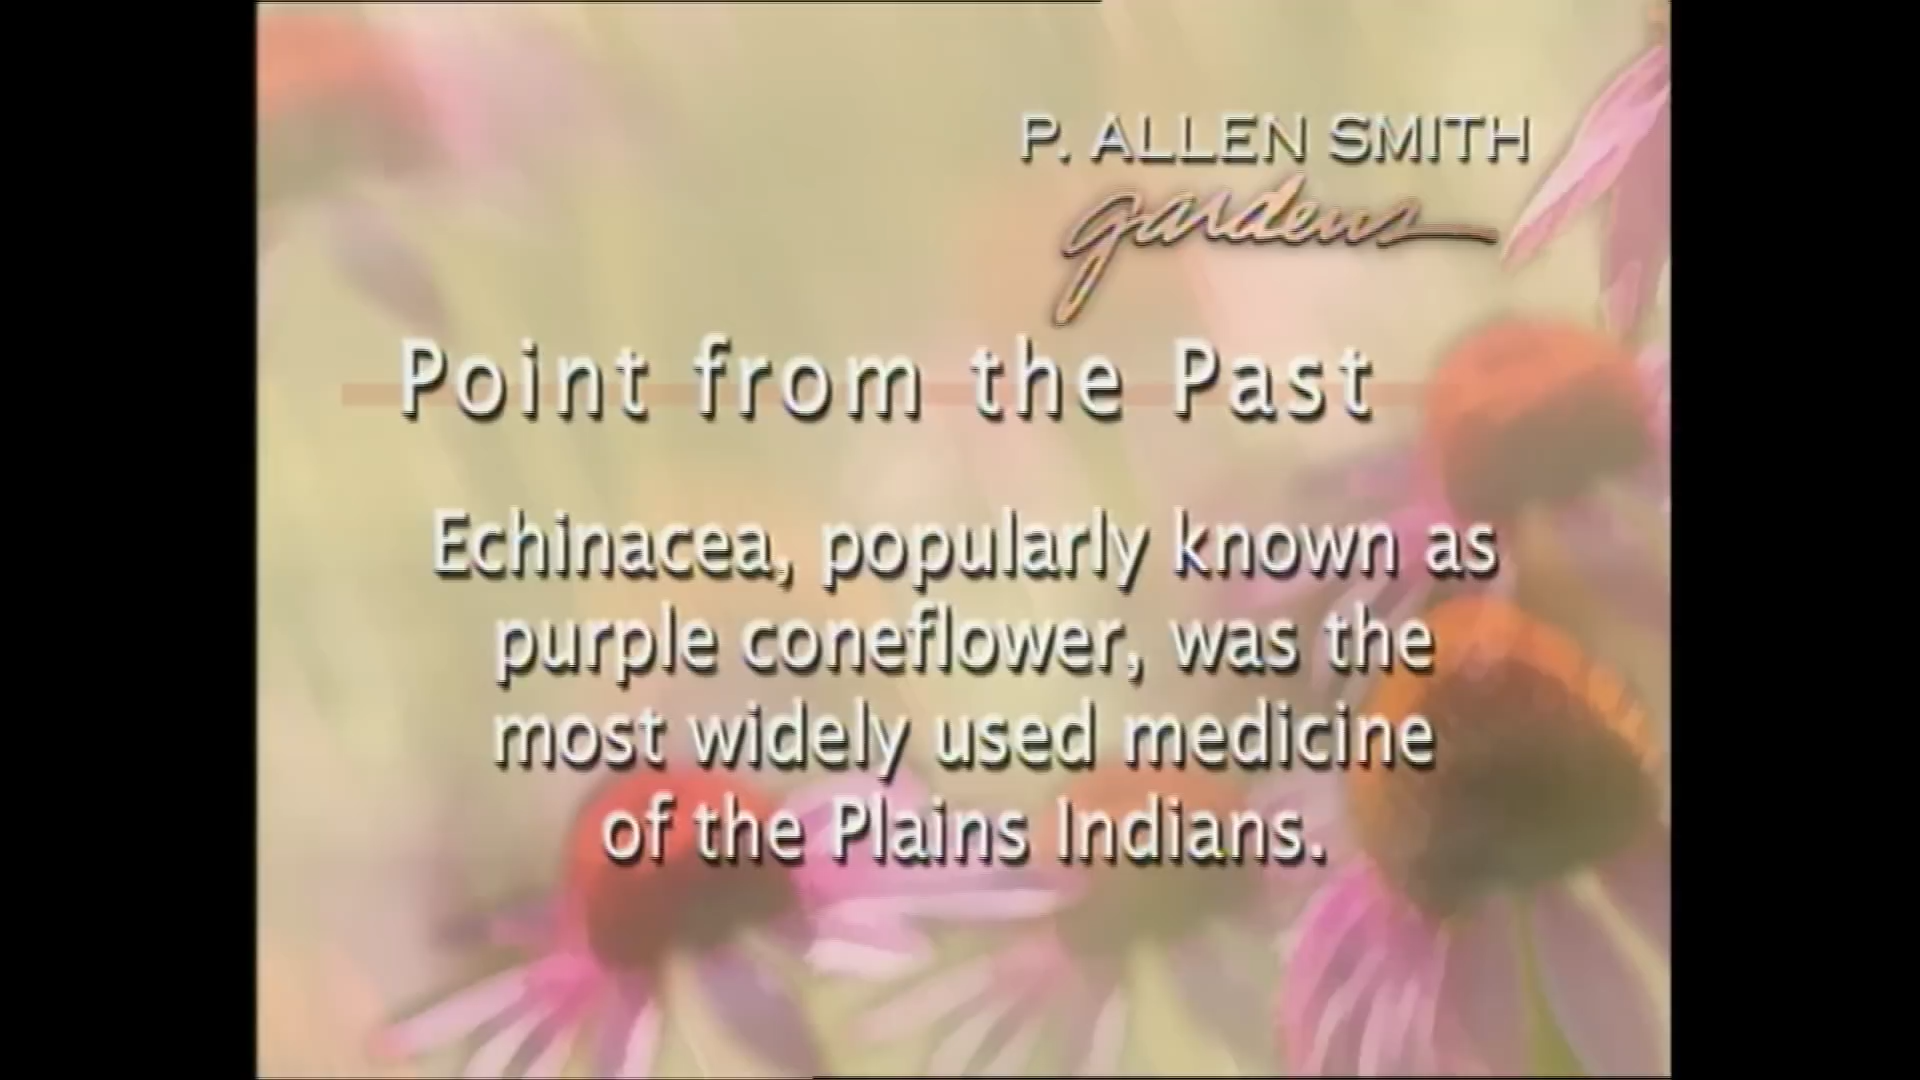 P. ALLEN SMITH
gardens
Point from the Past
Echinacea, popularly known as
purple coneflower, was the
most widely used medicine
of the Plains Indians.